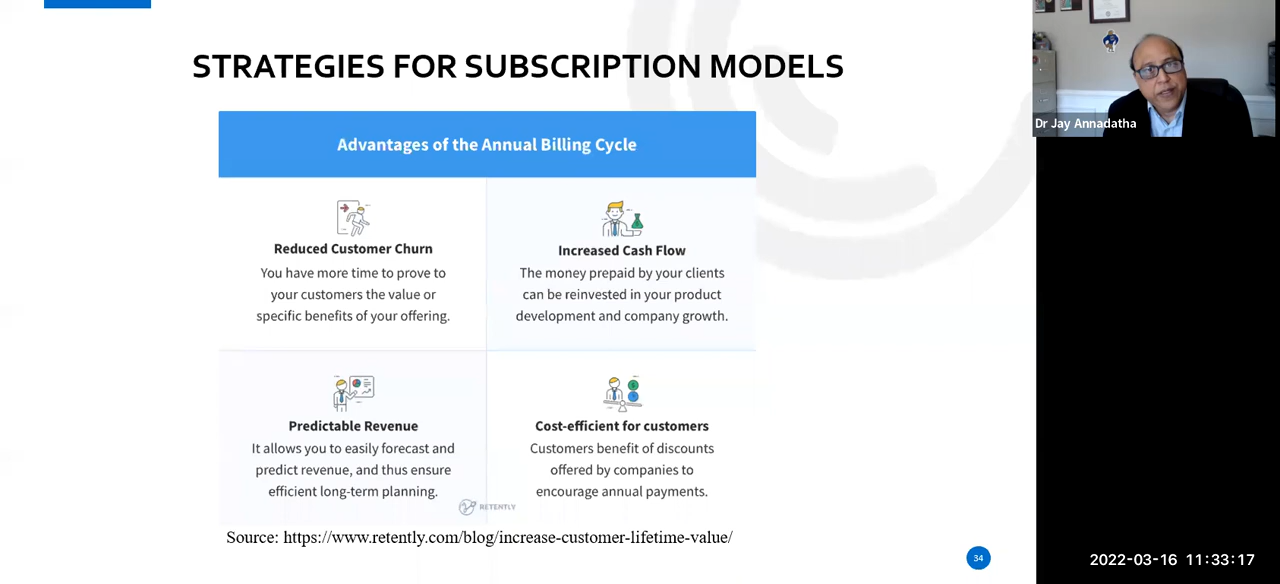 STRATEGIES FOR SUBSCRIPTION MODELS
Advantages of the Annual Billing Cycle
Reduced Customer Churn
You have more time to prove to
your customers the value or
specific benefits of your offering.
Increased Cash Flow
The money prepaid by your clients
can be reinvested in your product
development and company growth.
Predictable Revenue
It allows you to easily forecast and
predict revenue, and thus ensure
efficient long-term planning.
Cost-efficient for customers
Customers benefit of discounts
offered by companies to
encourage annual payments.
RETENTLY
Source: https://www.retently.com/blog/increase-customer-lifetime-value/
34
Dr Jay Annadatha
2022-03-16 11:33:17